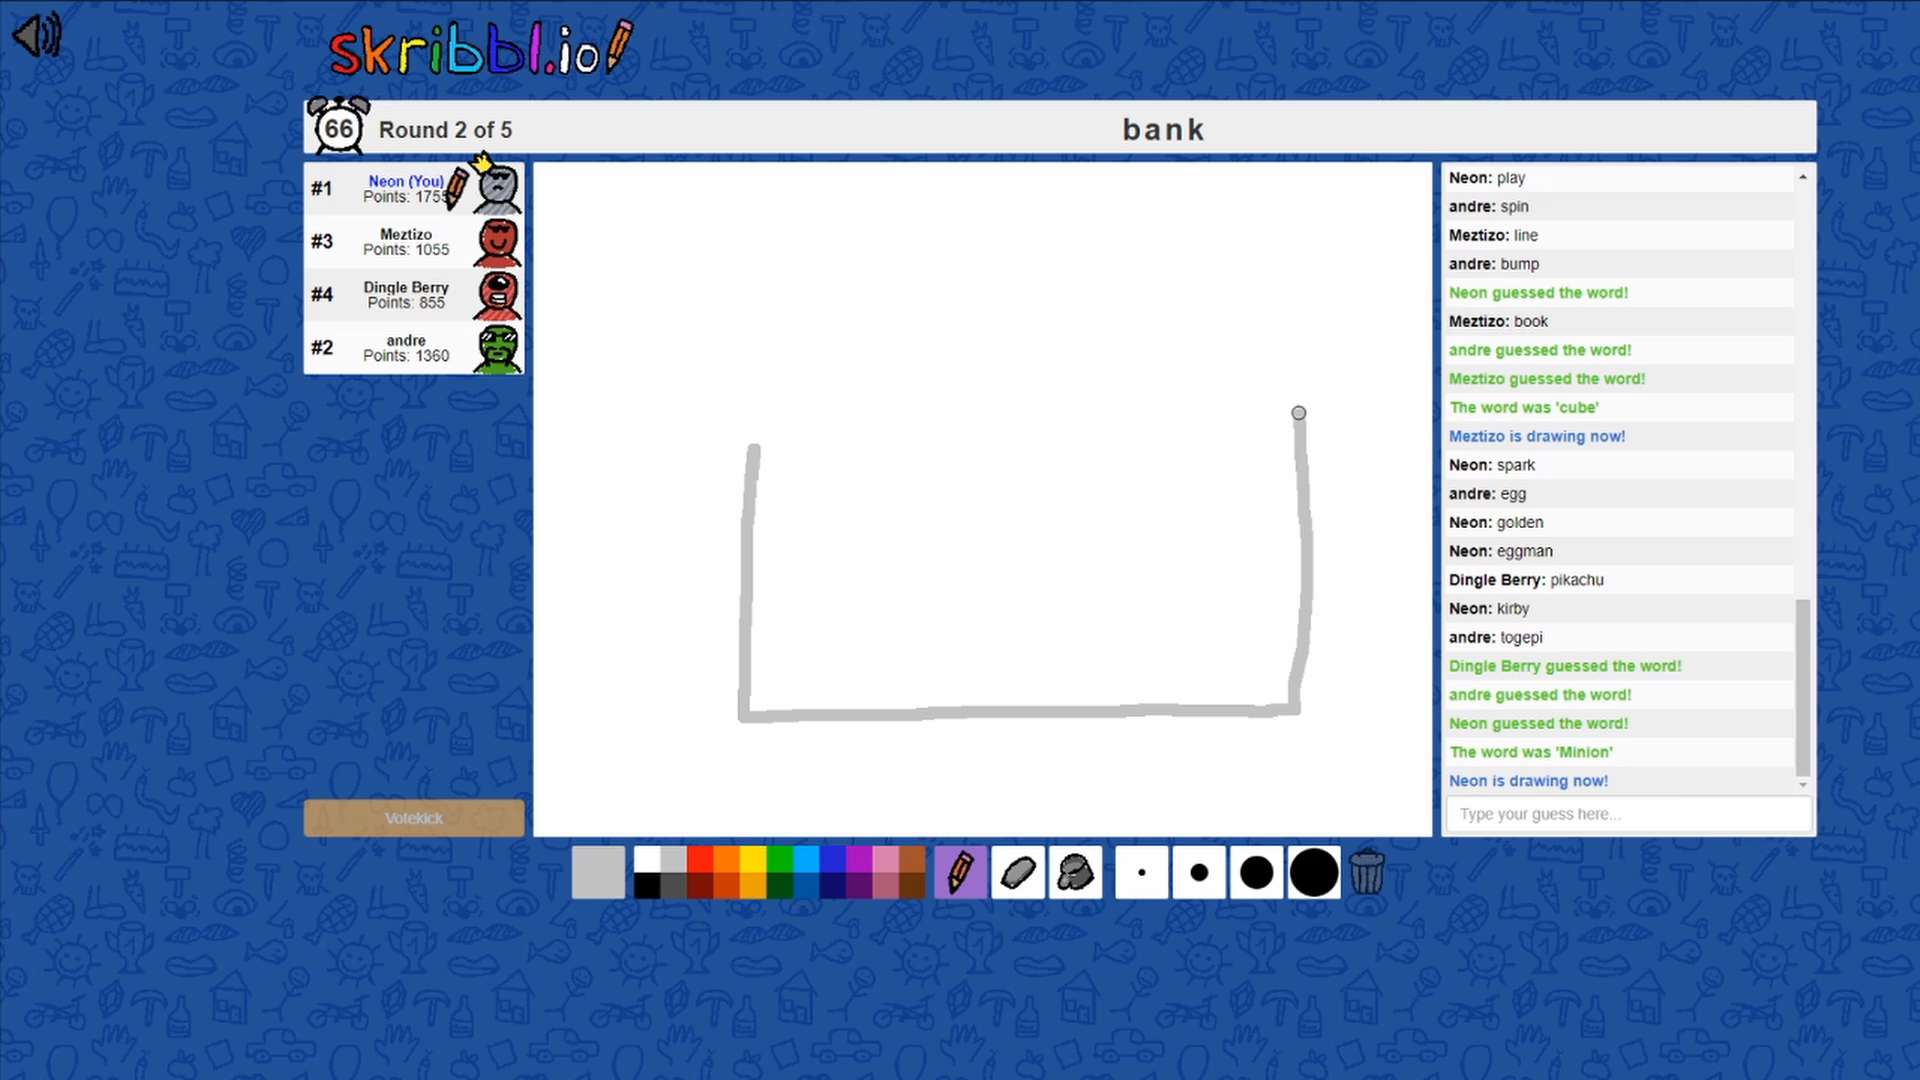 skribbl.io
66
Round 2 of 5
bank
#1
Neon (You)
Points: 1755
#3
Meztizo
Points: 1055
#4
Dingle Berry
Points: 855
#2
andre
Points: 1360
Votekick
Neon: play
andre: spin
Meztizo: line
andre: bump
Neon guessed the word!
Meztizo: book
andre guessed the word!
Meztizo guessed the word!
The word was 'cube'
Meztizo is drawing now!
Neon: spark
andre: egg
Neon: golden
Neon: eggman
Dingle Berry: pikachu
Neon: kirby
andre: togepi
Dingle Berry guessed the word!
andre guessed the word!
Neon guessed the word!
The word was 'Minion'
Neon is drawing now!
Type your guess here...